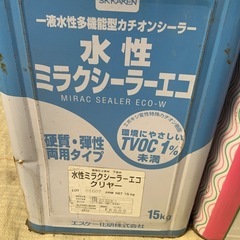 SK KAKEN
一液水性多機能型カチオンシーラー
水性
ミラクシーラーエコ
MIRAC SEALER ECO-W
硬質・弾性
両用タイプ
環境にやさしい
TVOC 1%
未満
水性ミラクシーラーエコ
クリヤー
15kg
エスケー化研株式会社